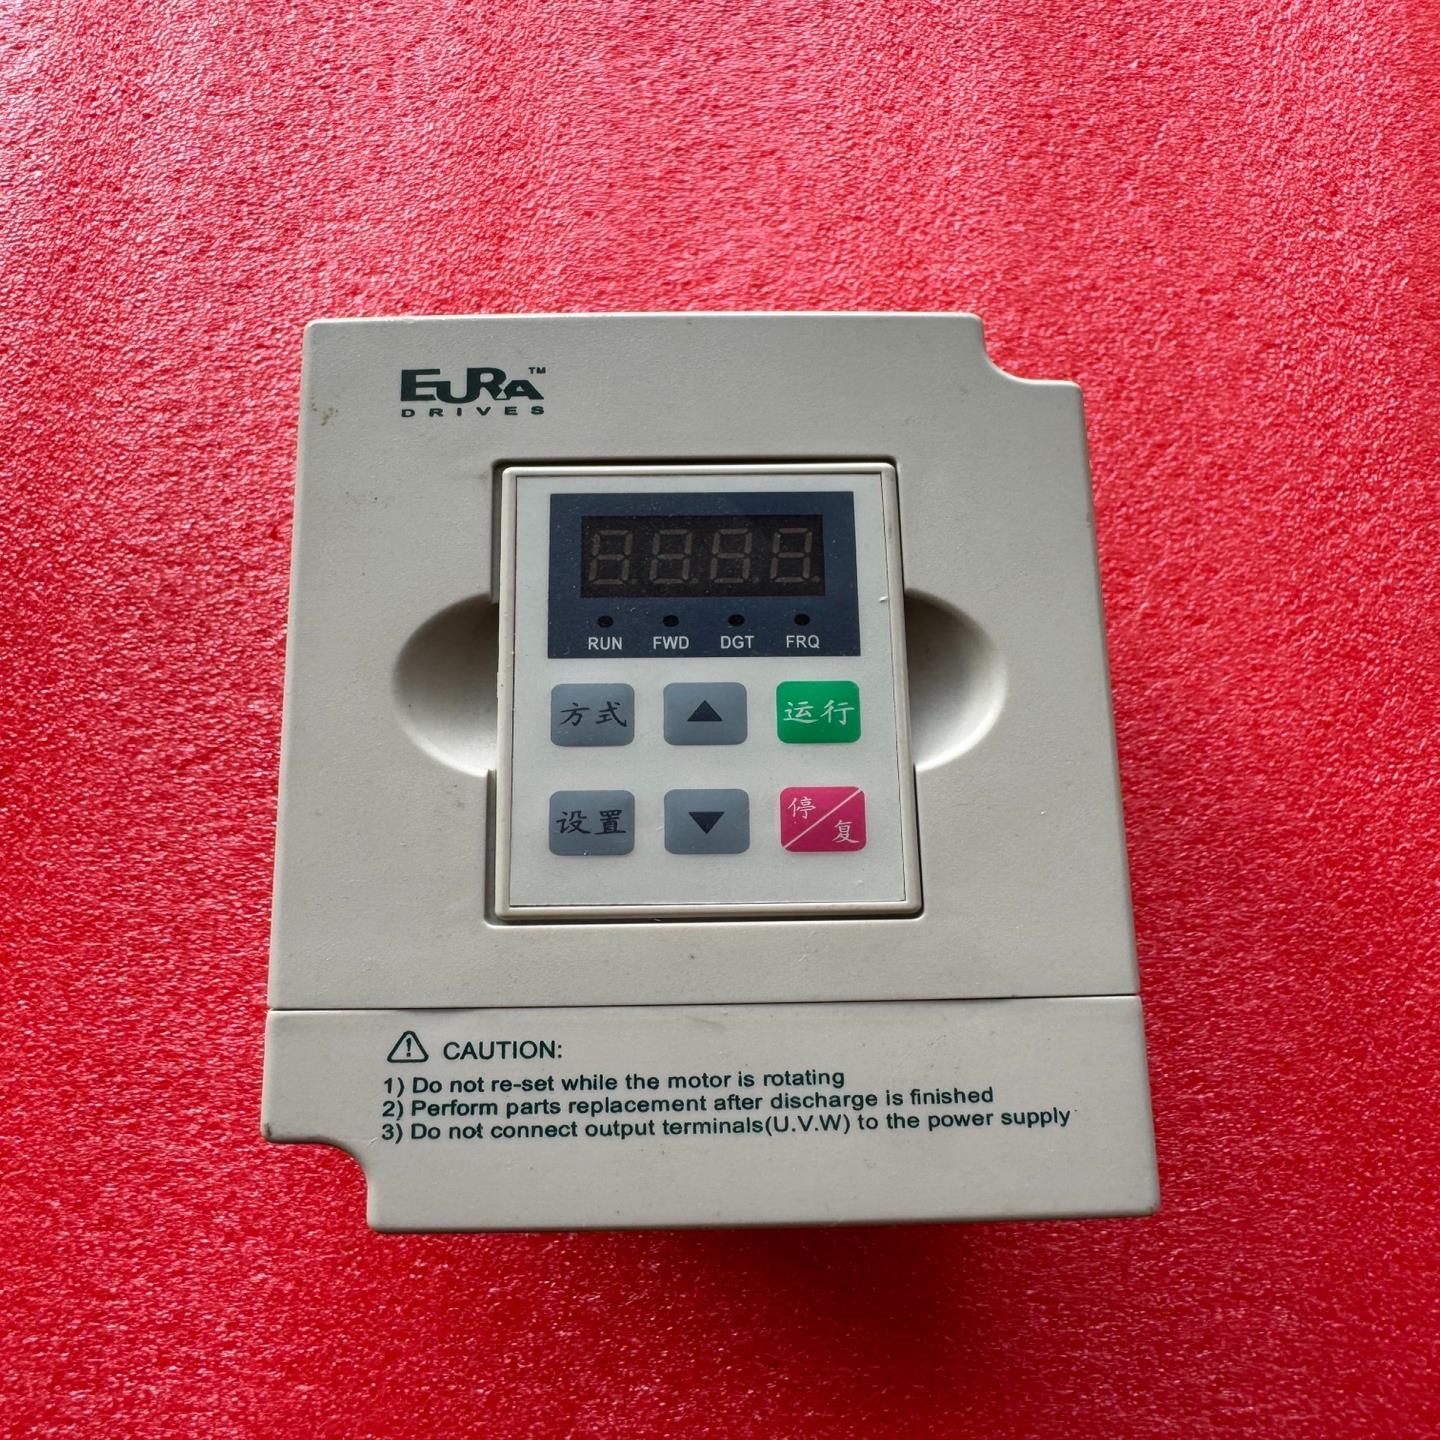 EURA™
DRIVES
RUN FWD DGT FRQ
方式 ▲ 运行
设置 ▼ 停/复
CAUTION:
1) Do not re-set while the motor is rotating
2) Perform parts replacement after discharge is finished
3) Do not connect output terminals(U.V.W) to the power supply